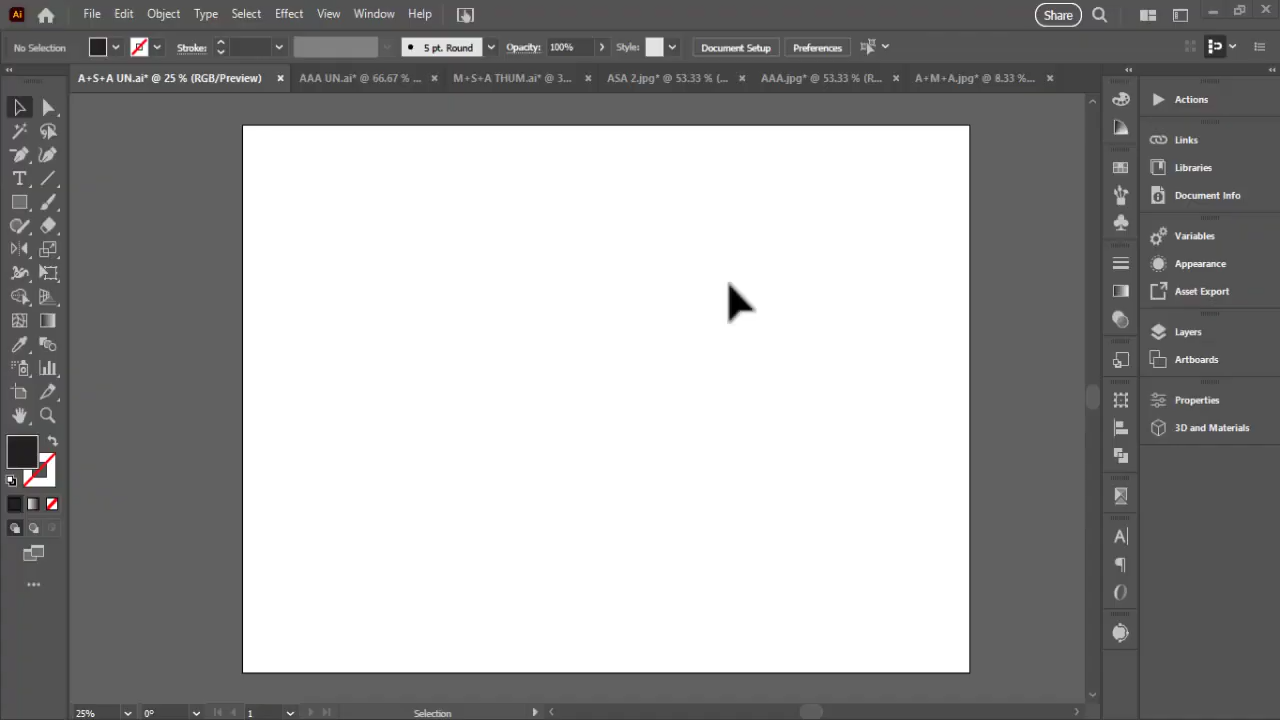 Ai File Edit Object Type Select Effect View Window Help Share
No Selection Stroke: 5 pt. Round Opacity: 100% Style: Document Setup Preferences
A+S+A UN.ai* @ 25 % (RGB/Preview) × AAA UN.ai* @ 66.67 % ... × M+S+A THUM.ai* @ 3... × ASA 2.jpg* @ 53.33 % (... × AAA.jpg* @ 53.33 % (R... × A+M+A.jpg* @ 8.33 %... ×
Actions
Links
Libraries
Document Info
Variables
Appearance
Asset Export
Layers
Artboards
Properties
3D and Materials
25% 0° 1 Selection